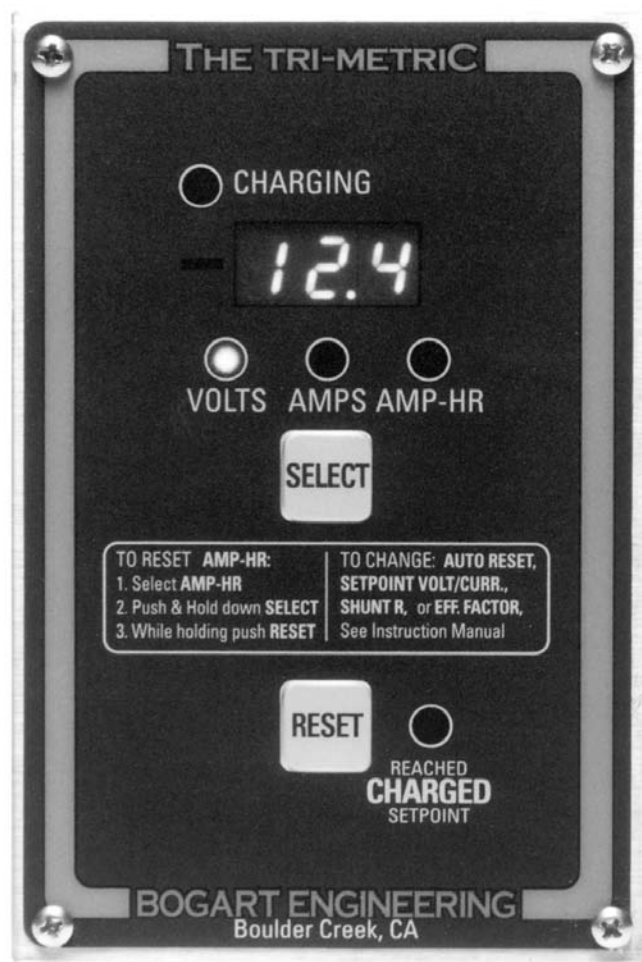 THE TRI-METRIC
CHARGING
12.4
VOLTS AMPS AMP-HR
SELECT
TO RESET AMP-HR:
1. Select AMP-HR
2. Push & Hold down SELECT
3. While holding push RESET
TO CHANGE: AUTO RESET,
SETPOINT VOLT/CURR.,
SHUNT R, or EFF. FACTOR,
See Instruction Manual
RESET
REACHED
CHARGED
SETPOINT
BOGART ENGINEERING
Boulder Creek, CA